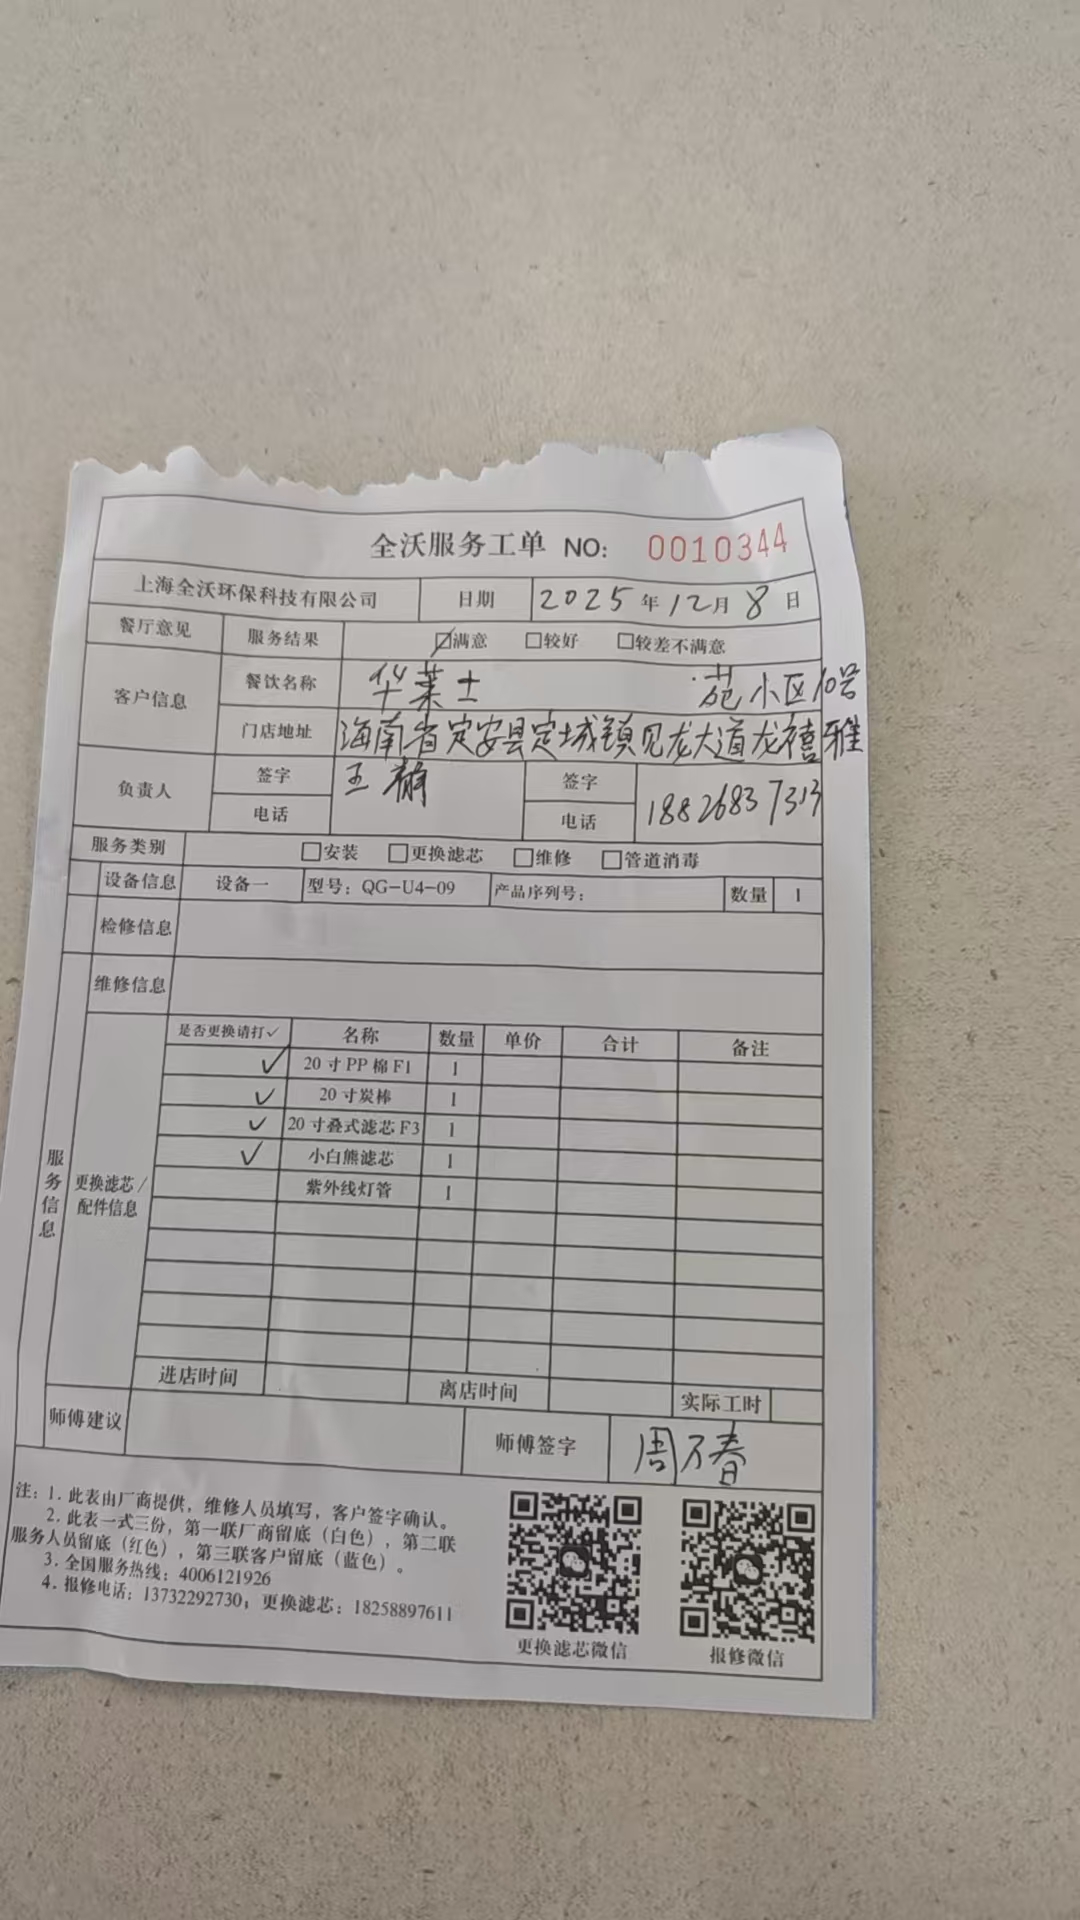 全沃服务工单 NO: 0010344
上海全沃环保科技有限公司 日期 2025年12月8日
餐厅意见 服务结果 ☑满意 □较好 □较差不满意
客户信息 餐饮名称 华莱士
门店地址 海南省定安县定城镇见龙大道龙禧雅
苑小区10号
负责人 签字 王 签字
电话 电话 18826837313
服务类别 □安装 □更换滤芯 □维修 □管道消毒
设备信息 设备一 型号: QG-U4-09 产品序列号: 数量 1
检修信息
维修信息
服务信息
更换滤芯/配件信息
是否更换请打✓ 名称 数量 单价 合计 备注
✓ 20寸PP棉F1 1
✓ 20寸炭棒 1
✓ 20寸叠式滤芯F3 1
✓ 小白熊滤芯 1
紫外线灯管 1
进店时间 离店时间 实际工时
师傅建议 师傅签字 周万春
注: 1. 此表由厂商提供, 维修人员填写, 客户签字确认。
2. 此表一式三份, 第一联厂商留底(白色), 第二联
服务人员留底(红色), 第三联客户留底(蓝色)。
3. 全国服务热线: 4006121926
4. 报修电话: 13732292730; 更换滤芯: 18258897611
更换滤芯微信 报修微信